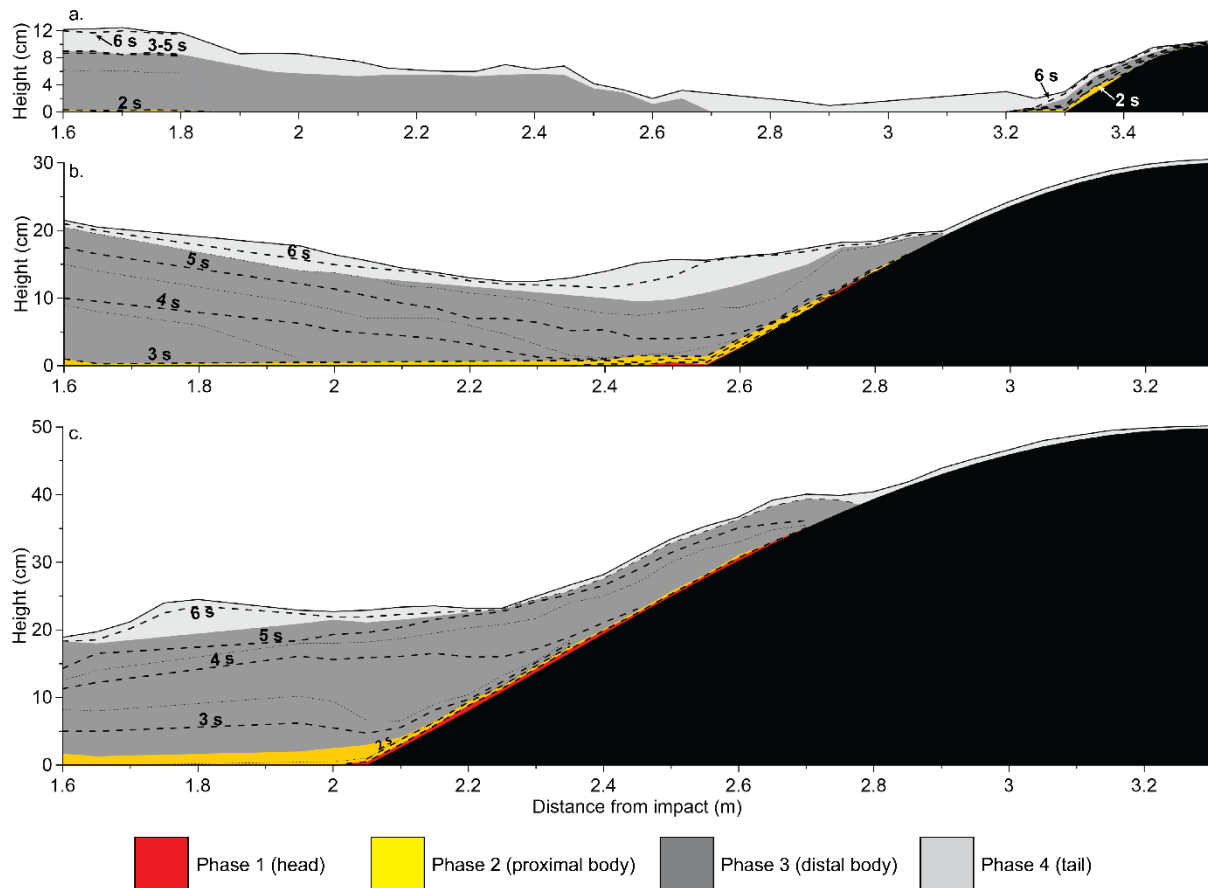 a.
Height (cm)
12
8
4
0
6 s
3-5 s
2 s
6 s
2 s
1.6 1.8 2 2.2 2.4 2.6 2.8 3 3.2 3.4
b.
Height (cm)
30
20
10
0
6 s
5 s
4 s
3 s
1.6 1.8 2 2.2 2.4 2.6 2.8 3 3.2
c.
Height (cm)
50
40
30
20
10
0
6 s
5 s
4 s
3 s
2 s
1.6 1.8 2 2.2 2.4 2.6 2.8 3 3.2
Distance from impact (m)
Phase 1 (head) Phase 2 (proximal body) Phase 3 (distal body) Phase 4 (tail)